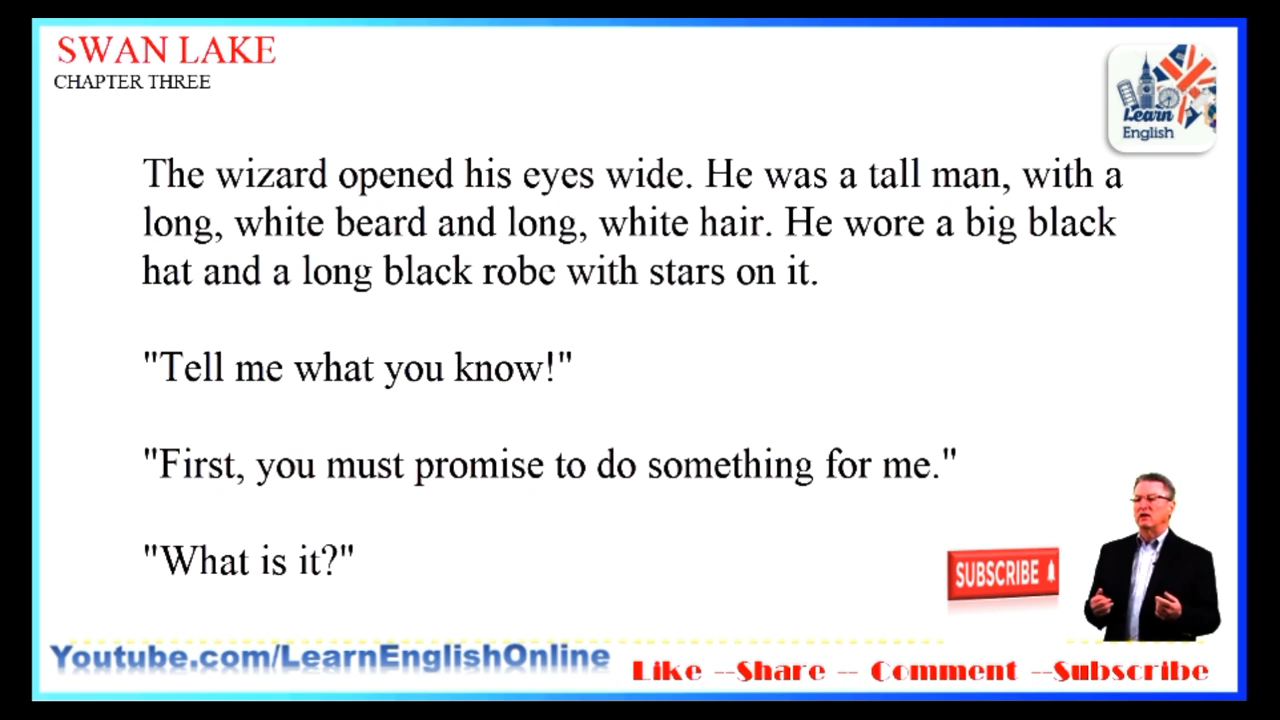 SWAN LAKE
CHAPTER THREE
Learn
English
The wizard opened his eyes wide. He was a tall man, with a
long, white beard and long, white hair. He wore a big black
hat and a long black robe with stars on it.
"Tell me what you know!"
"First, you must promise to do something for me."
"What is it?"
SUBSCRIBE
Youtube.com/LearnEnglishOnline
Like --Share -- Comment --Subscribe